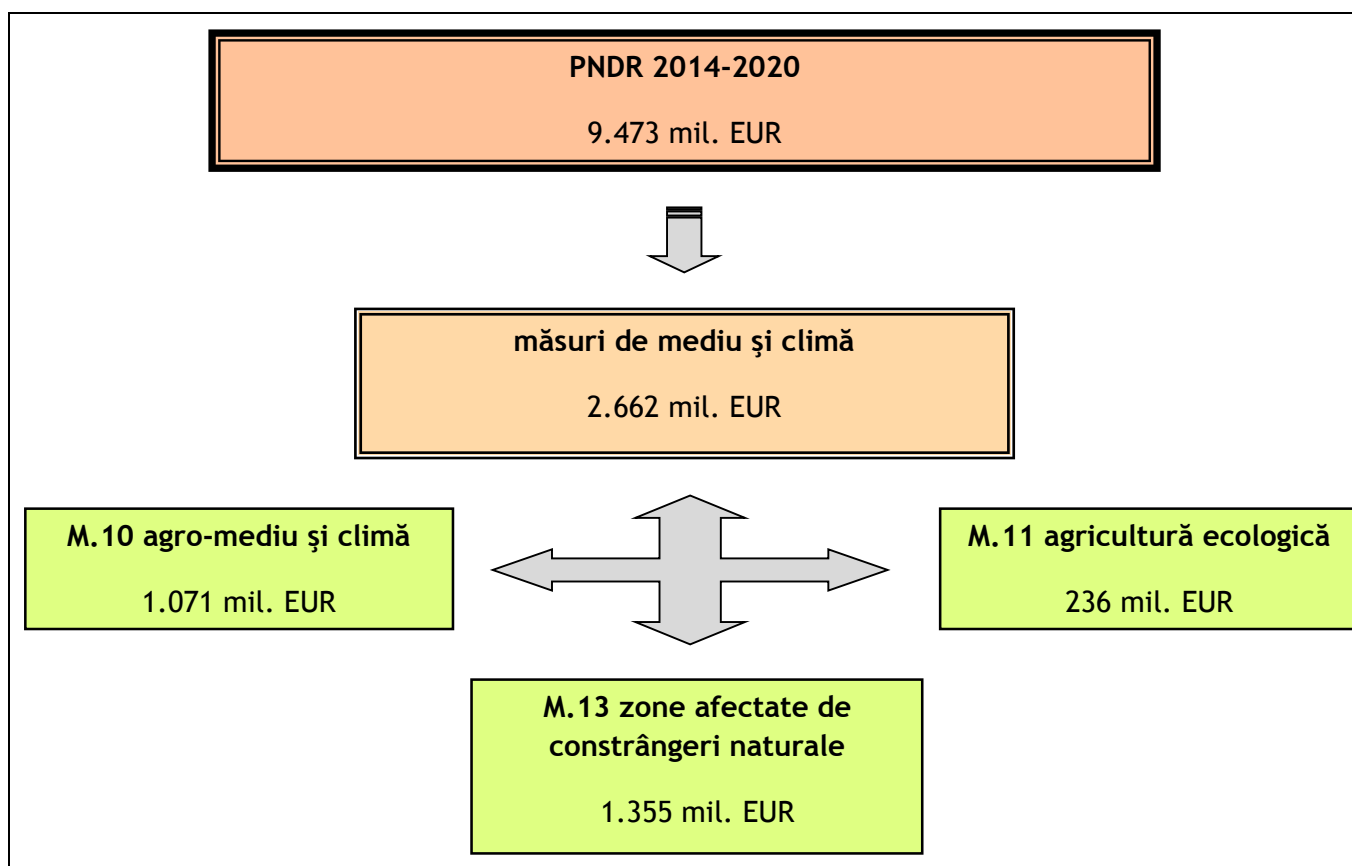 PNDR 2014-2020
9.473 mil. EUR
măsuri de mediu şi climă
2.662 mil. EUR
M.10 agro-mediu şi climă
1.071 mil. EUR
M.11 agricultură ecologică
236 mil. EUR
M.13 zone afectate de
constrângeri naturale
1.355 mil. EUR